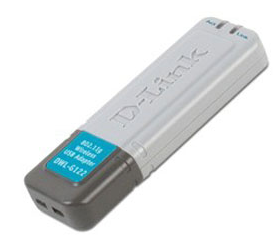 D-Link
802.11g
Wireless
USB Adapter
DWL-G122